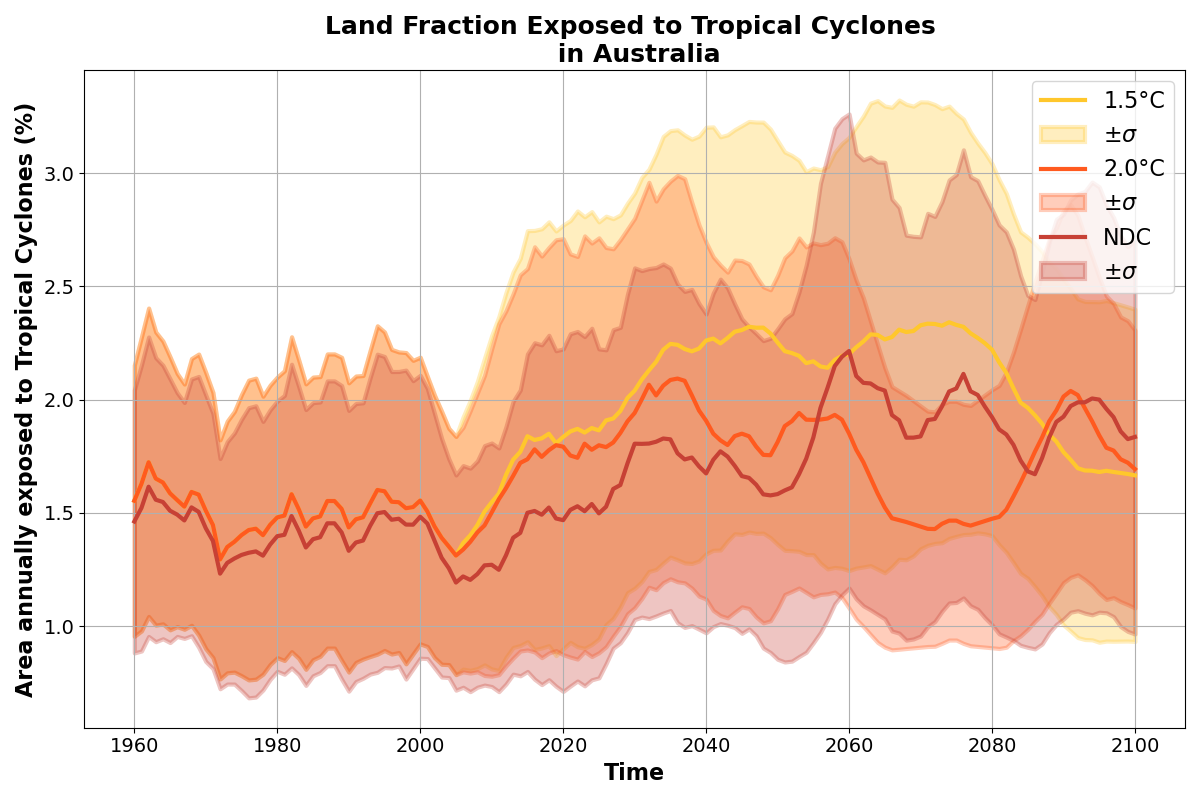 Land Fraction Exposed to Tropical Cyclones
in Australia
Area annually exposed to Tropical Cyclones (%)
3.0
2.5
2.0
1.5
1.0
1960
1980
2000
2020
2040
2060
2080
2100
Time
1.5°C
±σ
2.0°C
±σ
NDC
±σ